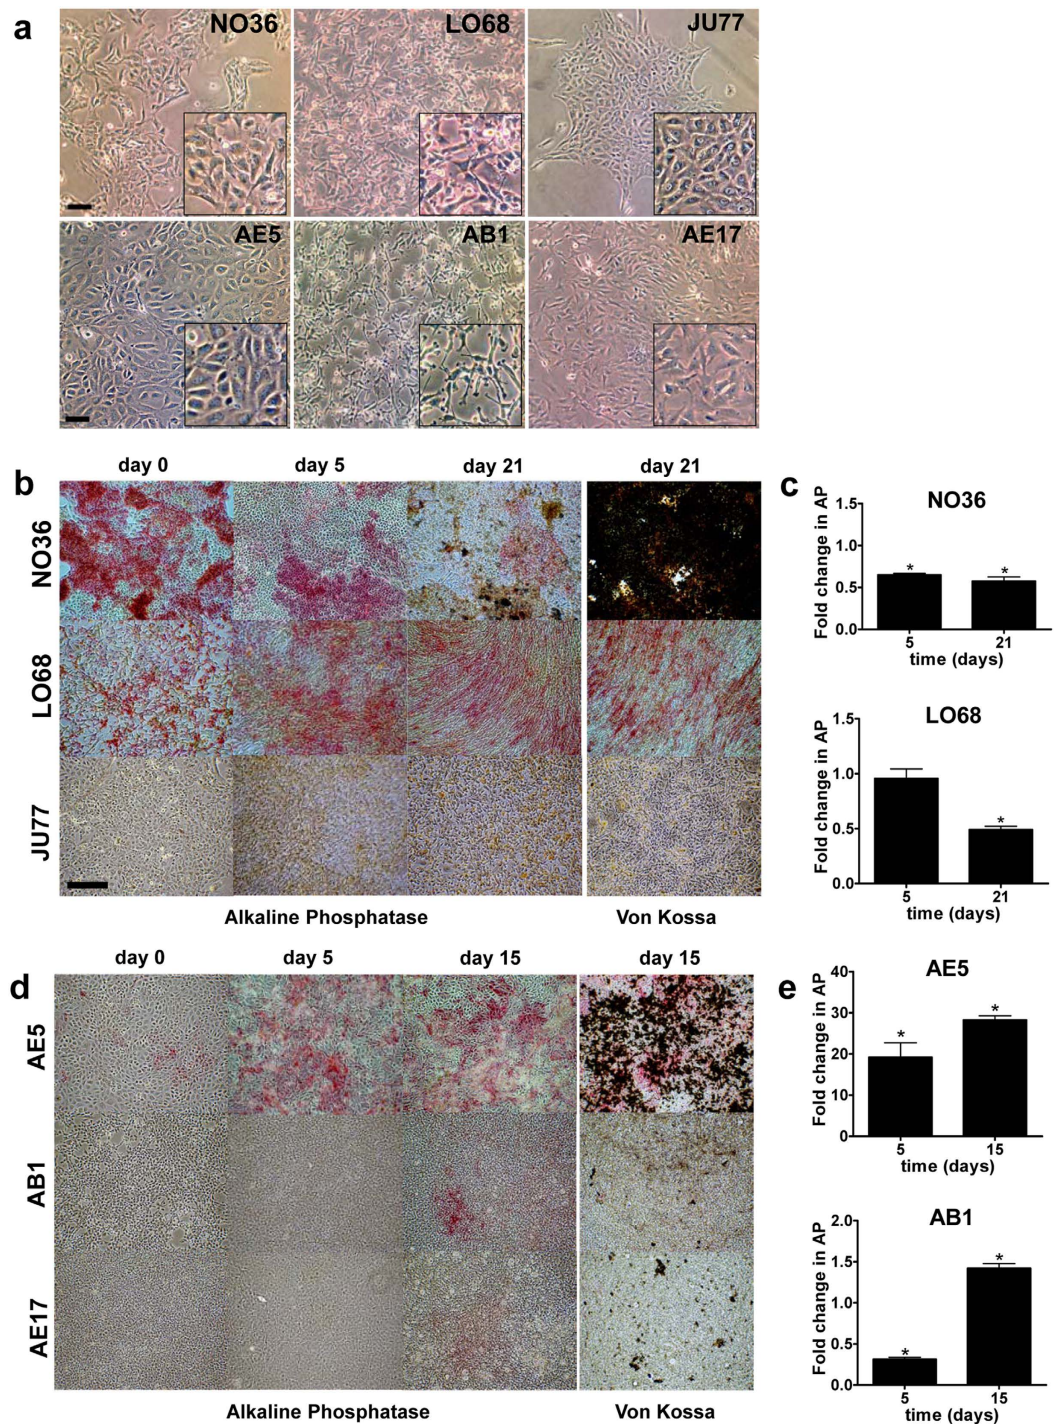 a
NO36
LO68
JU77
AE5
AB1
AE17
b
day 0
day 5
day 21
day 21
NO36
LO68
JU77
Alkaline Phosphatase
Von Kossa
c
NO36
Fold change in AP
1.5
1.0
0.5
0.0
*
*
5
21
time (days)
LO68
Fold change in AP
1.5
1.0
0.5
0.0
*
5
21
time (days)
d
day 0
day 5
day 15
day 15
AE5
AB1
AE17
Alkaline Phosphatase
Von Kossa
e
AE5
Fold change in AP
40
30
20
10
0
*
*
5
15
time (days)
AB1
Fold change in AP
2.0
1.5
1.0
0.5
0.0
*
*
5
15
time (days)